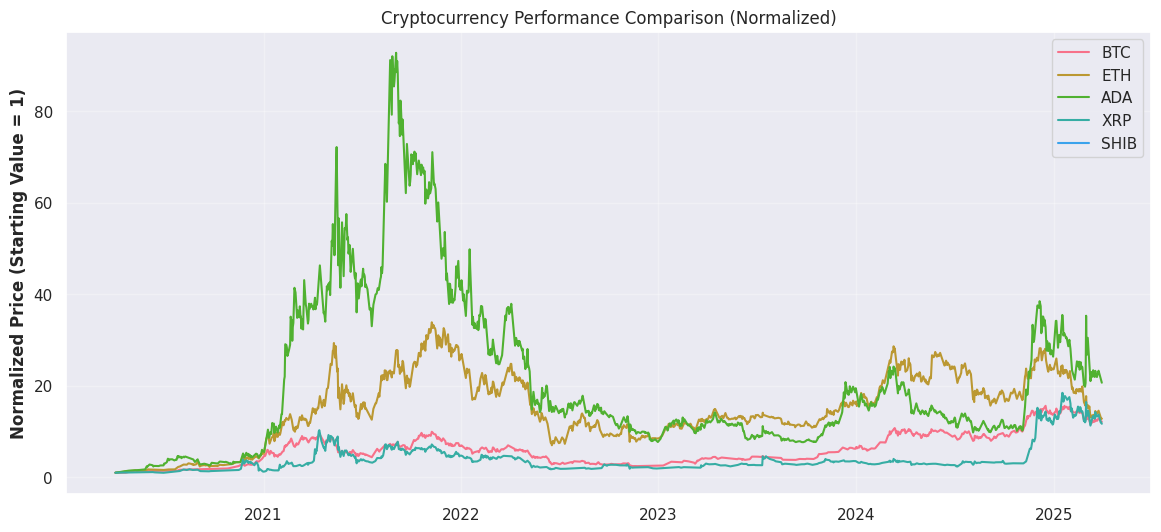 Cryptocurrency Performance Comparison (Normalized)
Normalized Price (Starting Value = 1)
80
60
40
20
0
2021
2022
2023
2024
2025
BTC
ETH
ADA
XRP
SHIB